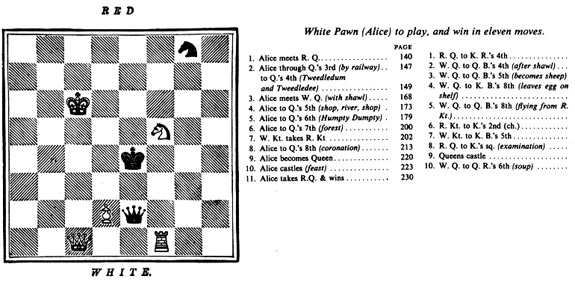 RED
White Pawn (Alice) to play, and win in eleven moves.
PAGE
1. Alice meets R. Q. .......... 140
2. Alice through Q.'s 3rd (by railway).. 147
to Q.'s 4th (Tweedledum
and Tweedledee) .......... 149
3. Alice meets W. Q. (with shawl).... 168
4. Alice to Q.'s 5th (shop, river, shop) . 173
5. Alice to Q.'s 6th (Humpty Dumpty) . 179
6. Alice to Q.'s 7th (forest) .......... 200
7. W. Kt. takes R. Kt .......... 202
8. Alice to Q.'s 8th (coronation) ...... 213
9. Alice becomes Queen .......... 220
10. Alice castles (feast) .......... 223
11. Alice takes R.Q. & wins .......... 230
1. R. Q. to K. R.'s 4th ..........
2. W. Q. to Q. B.'s 4th (after shawl)....
3. W. Q. to Q. B.'s 5th (becomes sheep)
4. W. Q. to K. B.'s 8th (leaves egg on
shelf) ..........
5. W. Q. to Q. B.'s 8th (flying from R.
Kt.) ..........
6. R. Kt. to K.'s 2nd (ch.) ..........
7. W. Kt. to K. B.'s 5th ..........
8. R. Q. to K.'s sq. (examination) .....
9. Queens castle ..........
10. W. Q. to Q. R.'s 6th (soup) ......
WHITE.